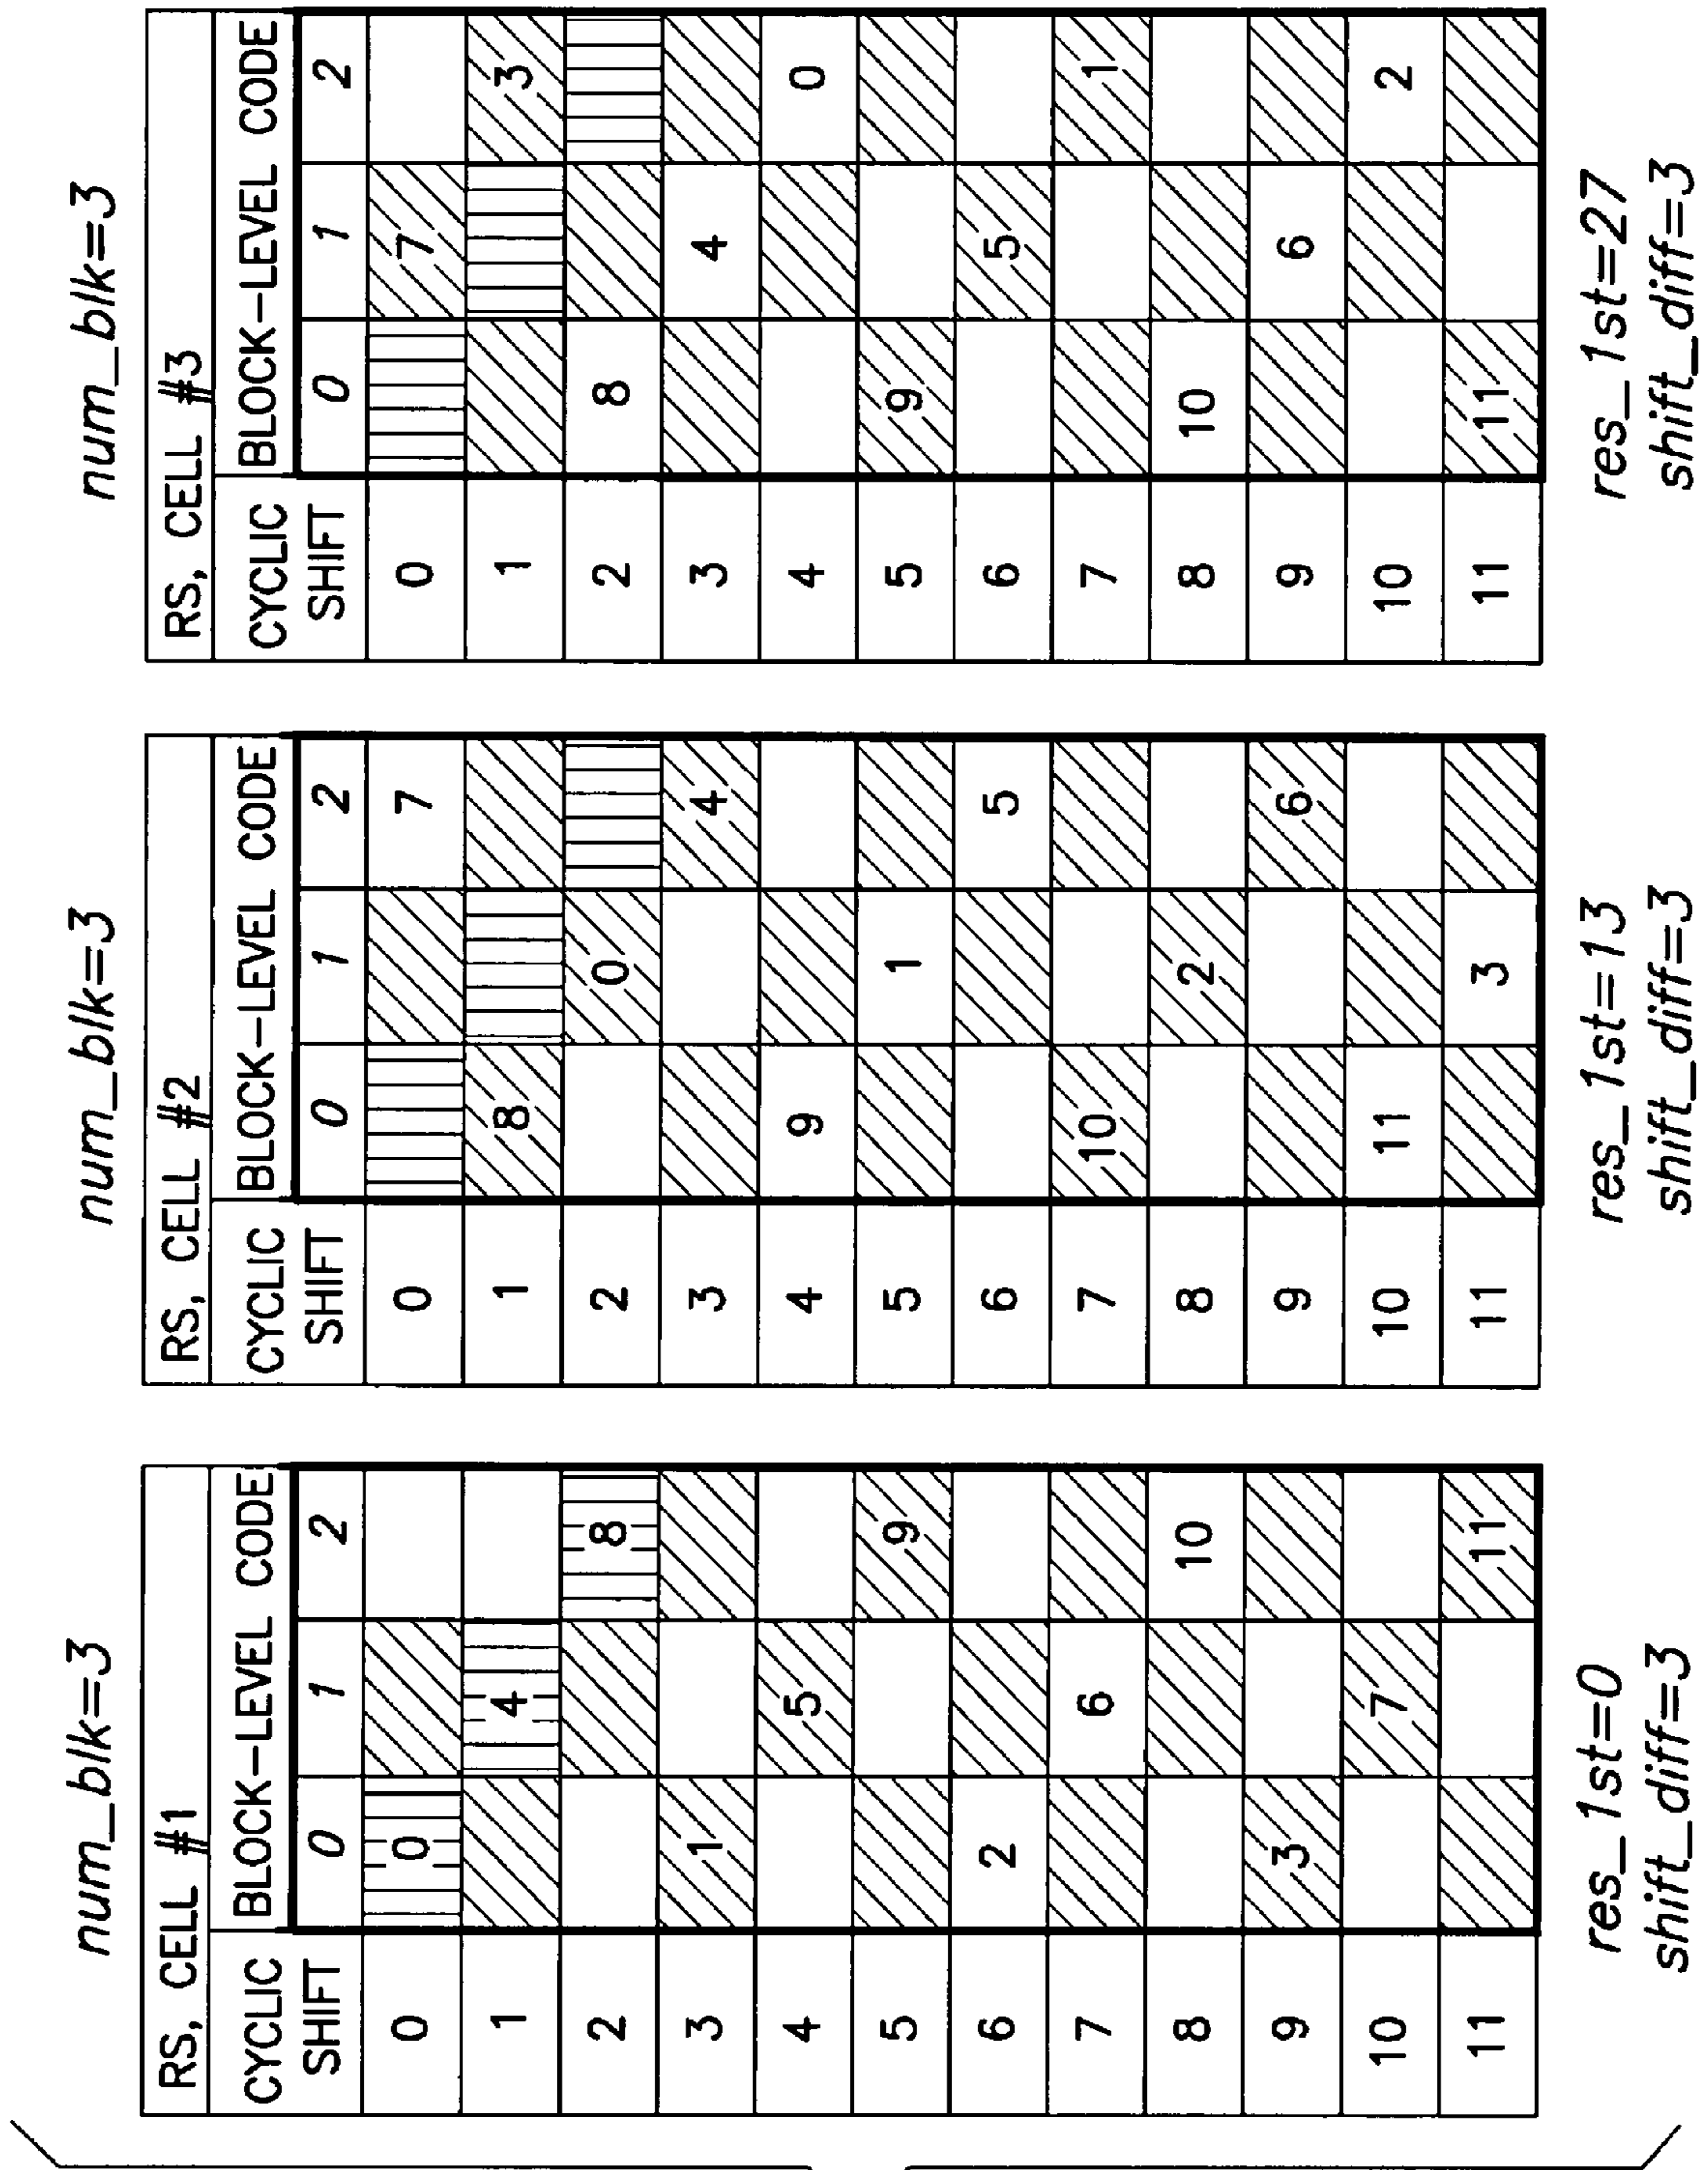 num_blk=3
RS, CELL #1
CYCLIC BLOCK-LEVEL CODE
SHIFT 0 1 2
0 0
1 4
2 8
3 1
4 5
5 9
6 2
7 6
8 10
9 3
10 7
11 11
res_1st=0
shift_diff=3
num_blk=3
RS, CELL #2
CYCLIC BLOCK-LEVEL CODE
SHIFT 0 1 2
0 7
1 8
2 0
3 4
4 9
5 1
6 5
7 10
8 2
9 6
10 11
11 3
res_1st=13
shift_diff=3
num_blk=3
RS, CELL #3
CYCLIC BLOCK-LEVEL CODE
SHIFT 0 1 2
0 7
1 3
2 8
3 4
4 0
5 9
6 5
7 1
8 10
9 6
10 2
11 11
res_1st=27
shift_diff=3